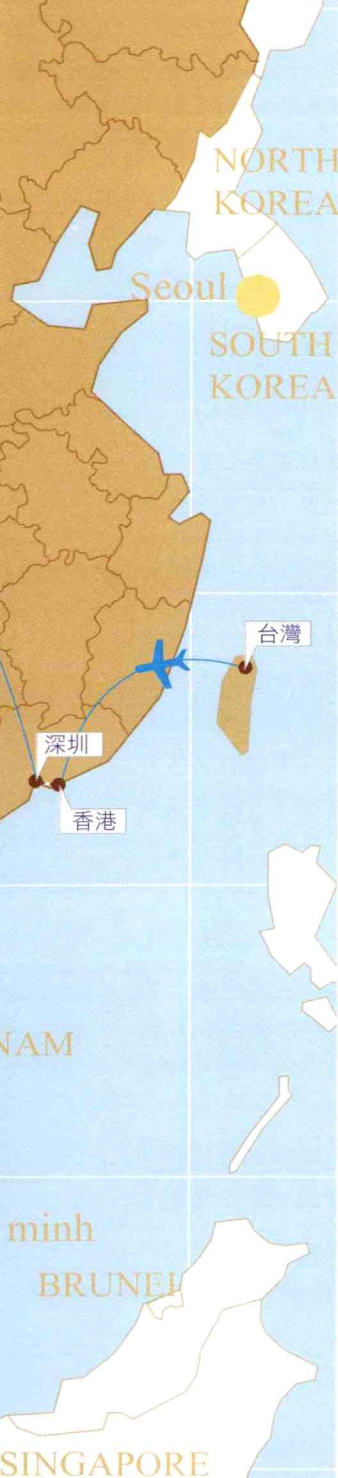 NORTH
KOREA
Seoul
SOUTH
KOREA
台灣
深圳
香港
NAM
minh
BRUNEI
SINGAPORE